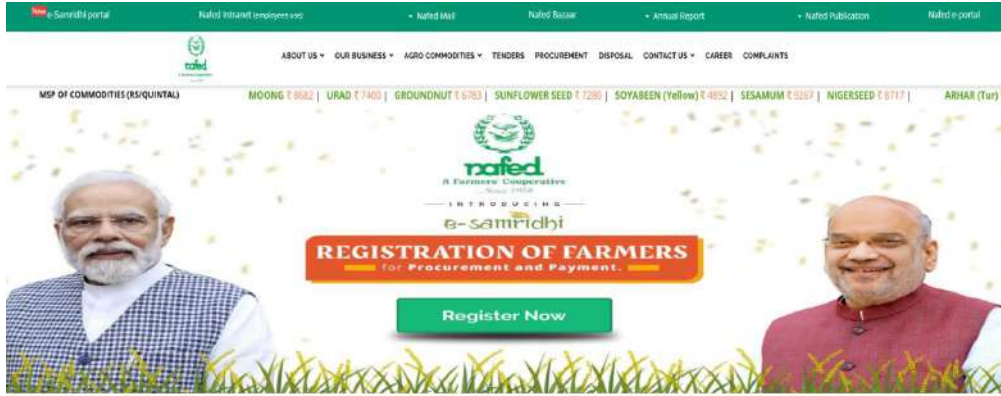 New e-Samridhi portal Nafed Intranet (employees use) Nafed Mail Nafed Bazaar Annual Report Nafed Publication Nafed e-portal
nafed
ABOUT US OUR BUSINESS AGRO COMMODITIES TENDERS PROCUREMENT DISPOSAL CONTACT US CAREER COMPLAINTS
MSP OF COMMODITIES (RS/QUINTAL) MOONG ₹ 8682 | URAD ₹ 7400 | GROUNDNUT ₹ 6783 | SUNFLOWER SEED ₹ 7280 | SOYABEEN (Yellow) ₹ 4892 | SESAMUM ₹ 9267 | NIGERSEED ₹ 8717 | ARHAR (Tur)
nafed
A Farmers' Cooperative
Since 1958
INTRODUCING
e-samridhi
REGISTRATION OF FARMERS
for Procurement and Payment.
Register Now